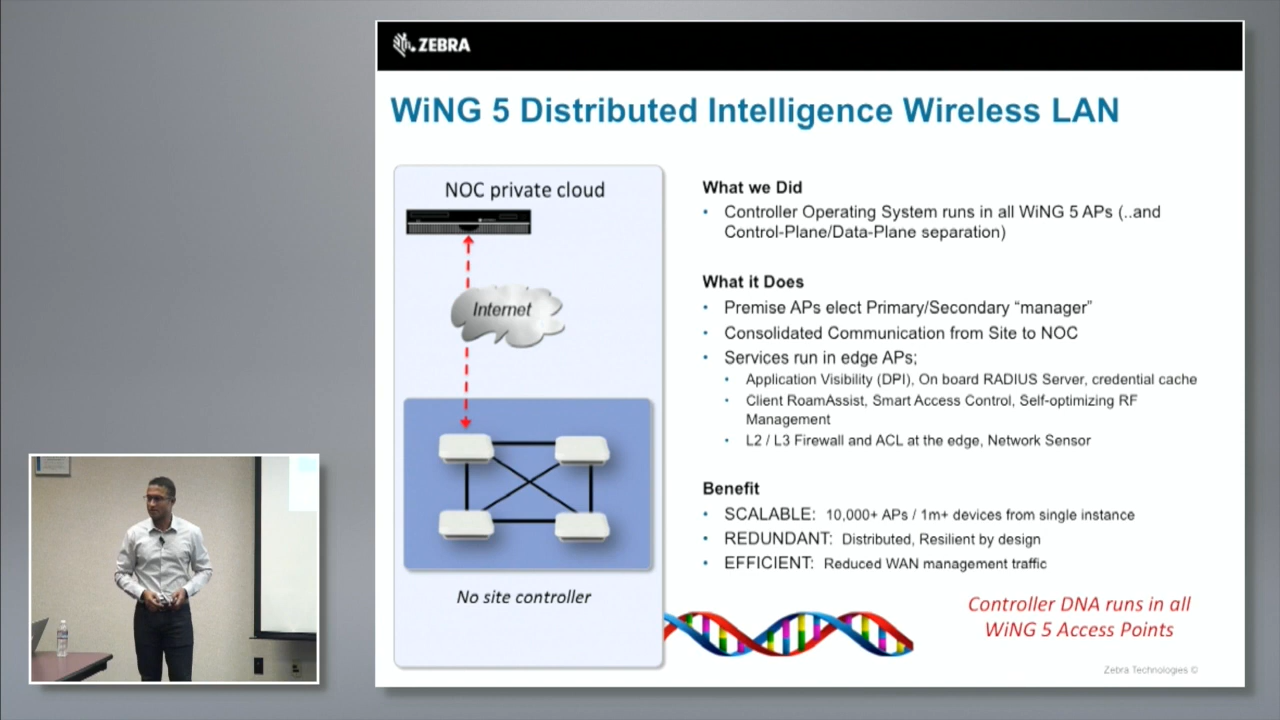 ZEBRA
WiNG 5 Distributed Intelligence Wireless LAN
NOC private cloud
Internet
No site controller
What we Did
• Controller Operating System runs in all WiNG 5 APs (..and
Control-Plane/Data-Plane separation)
What it Does
• Premise APs elect Primary/Secondary “manager”
• Consolidated Communication from Site to NOC
• Services run in edge APs;
• Application Visibility (DPI), On board RADIUS Server, credential cache
• Client RoamAssist, Smart Access Control, Self-optimizing RF
Management
• L2 / L3 Firewall and ACL at the edge, Network Sensor
Benefit
• SCALABLE: 10,000+ APs / 1m+ devices from single instance
• REDUNDANT: Distributed, Resilient by design
• EFFICIENT: Reduced WAN management traffic
Controller DNA runs in all
WiNG 5 Access Points
Zebra Technologies ©